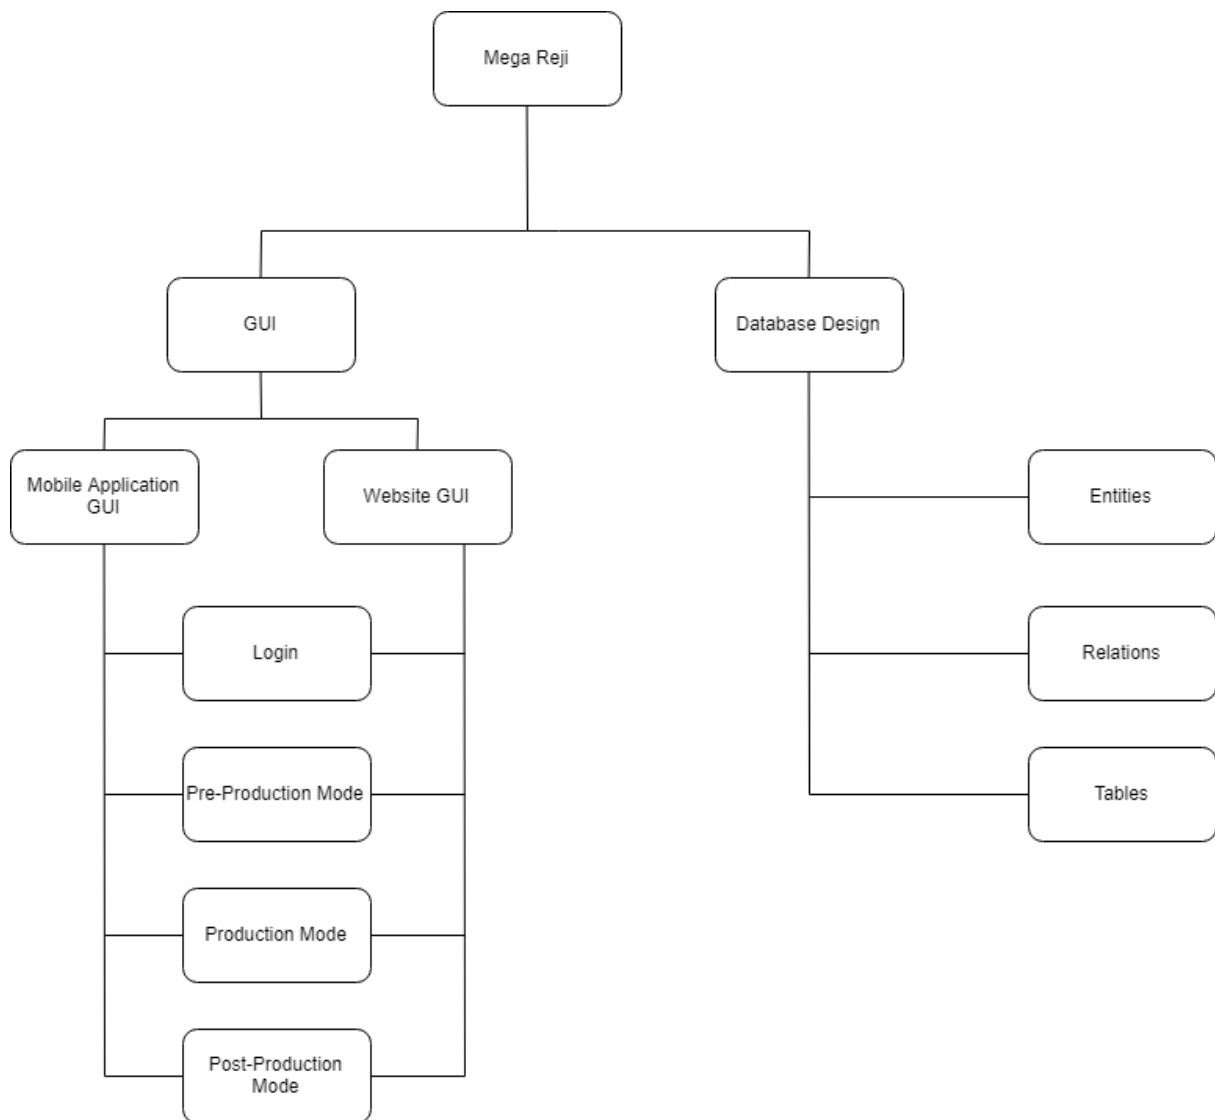 Mega Reji
GUI
Database Design
Mobile Application
GUI
Website GUI
Entities
Login
Relations
Pre-Production Mode
Tables
Production Mode
Post-Production
Mode